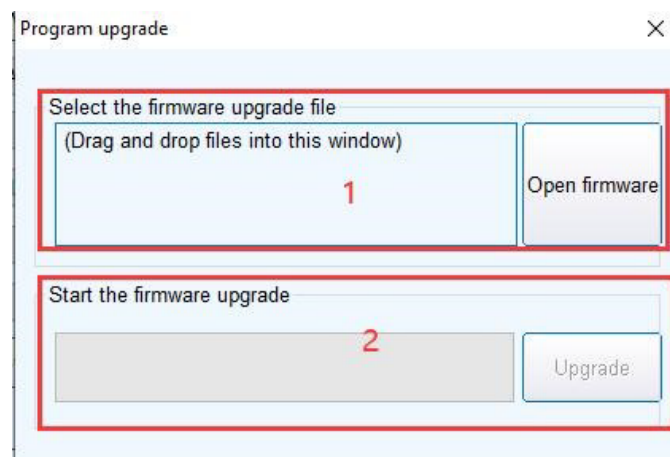 Program upgrade
Select the firmware upgrade file
(Drag and drop files into this window)
1
Open firmware
Start the firmware upgrade
2
Upgrade